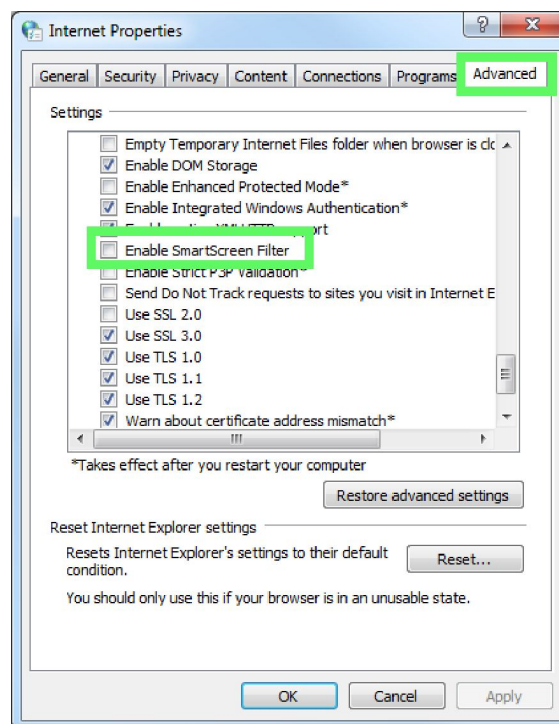 Internet Properties
General Security Privacy Content Connections Programs Advanced
Settings
Empty Temporary Internet Files folder when browser is clo
Enable DOM Storage
Enable Enhanced Protected Mode*
Enable Integrated Windows Authentication*
Enable native XMLHTTP support
Enable SmartScreen Filter
Enable Strict P3P Validation*
Send Do Not Track requests to sites you visit in Internet E
Use SSL 2.0
Use SSL 3.0
Use TLS 1.0
Use TLS 1.1
Use TLS 1.2
Warn about certificate address mismatch*
*Takes effect after you restart your computer
Restore advanced settings
Reset Internet Explorer settings
Resets Internet Explorer's settings to their default
condition.
Reset...
You should only use this if your browser is in an unusable state.
OK Cancel Apply